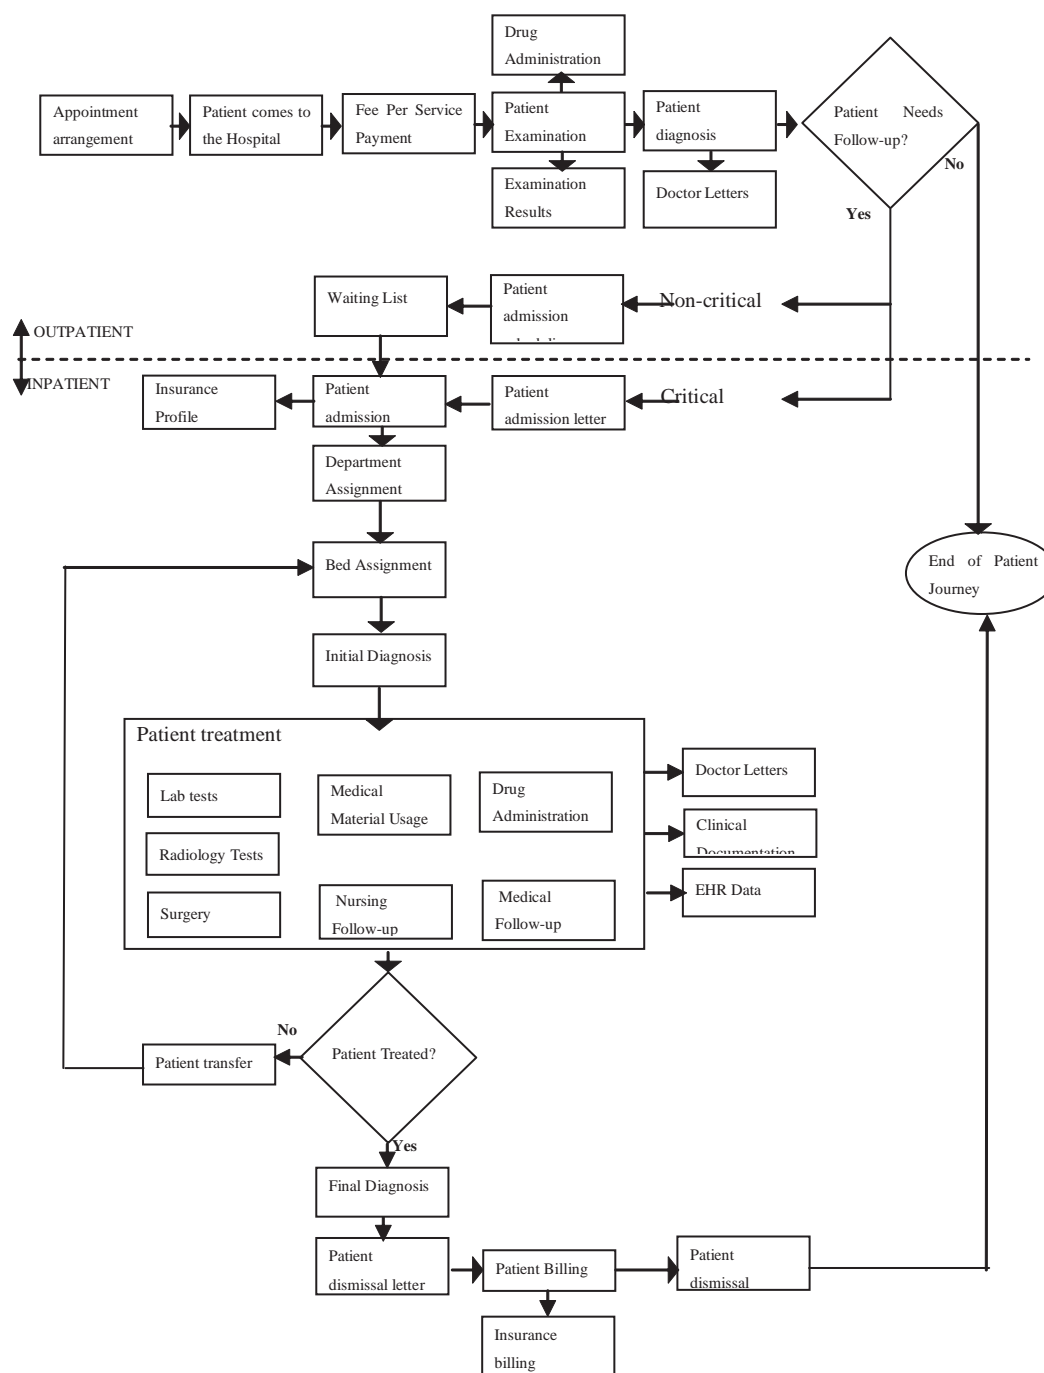 Drug
Administration
Appointment
arrangement
Patient comes to
the Hospital
Fee Per Service
Payment
Patient
Examination
Patient
diagnosis
Patient Needs
Follow-up?
No
Examination
Results
Doctor Letters
Yes
Waiting List
Patient
admission
Non-critical
OUTPATIENT
INPATIENT
Insurance
Profile
Patient
admission
Patient
admission letter
Critical
Department
Assignment
Bed Assignment
End of Patient
Journey
Initial Diagnosis
Patient treatment
Lab tests
Medical
Material Usage
Drug
Administration
Radiology Tests
Surgery
Nursing
Follow-up
Medical
Follow-up
Doctor Letters
Clinical
Documentation
EHR Data
No
Patient Treated?
Patient transfer
Yes
Final Diagnosis
Patient
dismissal letter
Patient Billing
Patient
dismissal
Insurance
billing